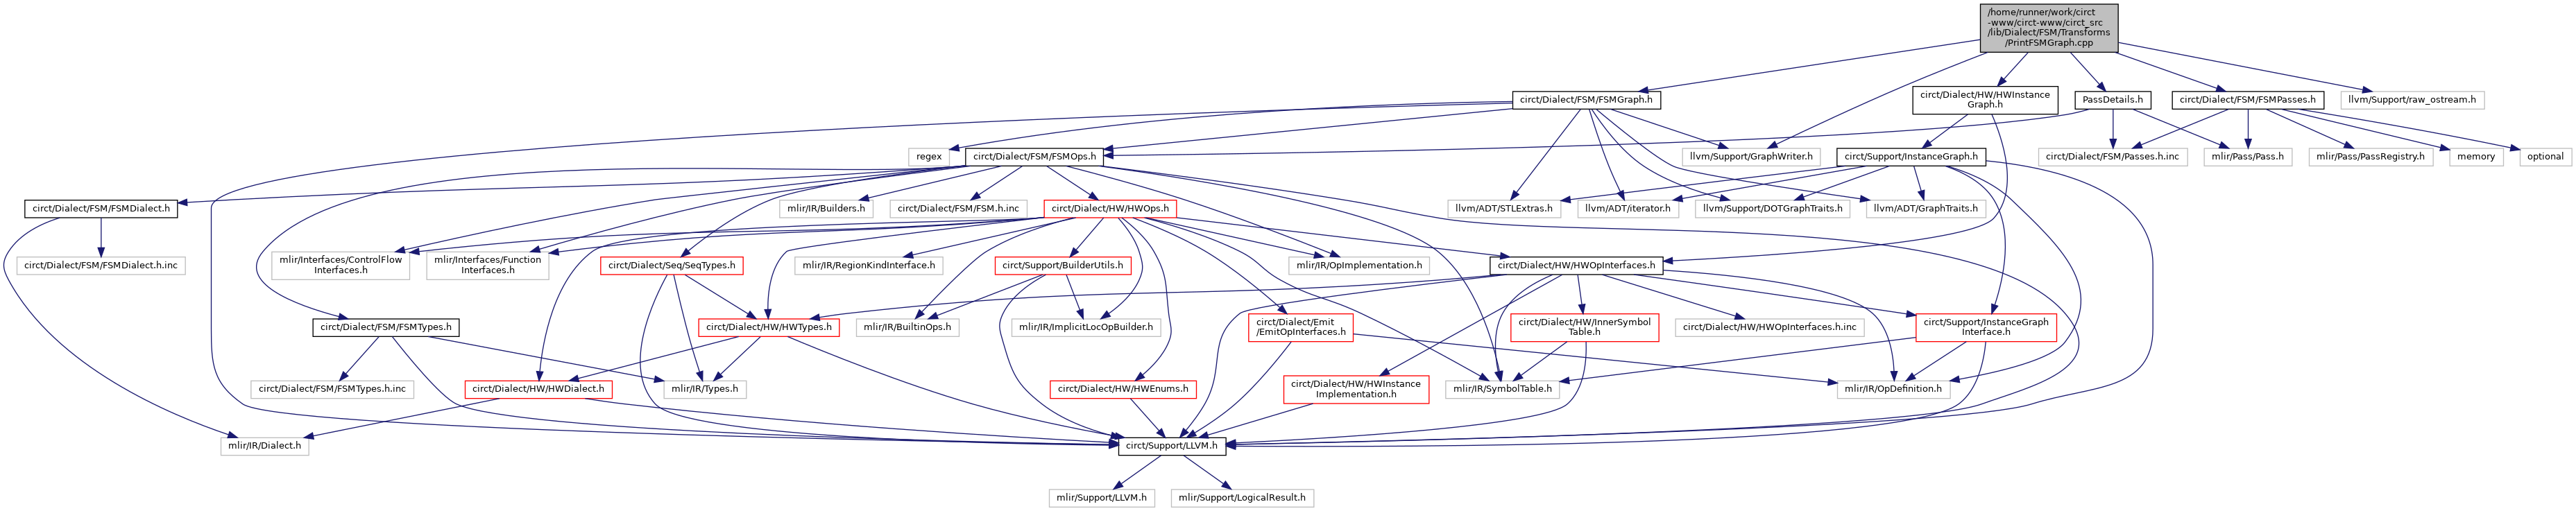 /home/runner/work/circt
-www/circt-www/circt_src
/lib/Dialect/FSM/Transforms
/PrintFSMGraph.cpp
circt/Dialect/FSM/FSMGraph.h
circt/Dialect/HW/HWInstance
Graph.h
PassDetails.h
circt/Dialect/FSM/FSMPasses.h
llvm/Support/raw_ostream.h
regex
circt/Dialect/FSM/FSMOps.h
llvm/Support/GraphWriter.h
circt/Support/InstanceGraph.h
circt/Dialect/FSM/Passes.h.inc
mlir/Pass/Pass.h
mlir/Pass/PassRegistry.h
memory
optional
circt/Dialect/FSM/FSMDialect.h
mlir/IR/Builders.h
circt/Dialect/FSM/FSM.h.inc
circt/Dialect/HW/HWOps.h
llvm/ADT/STLExtras.h
llvm/ADT/iterator.h
llvm/Support/DOTGraphTraits.h
llvm/ADT/GraphTraits.h
circt/Dialect/FSM/FSMDialect.h.inc
mlir/Interfaces/ControlFlow
Interfaces.h
mlir/Interfaces/Function
Interfaces.h
circt/Dialect/Seq/SeqTypes.h
mlir/IR/RegionKindInterface.h
circt/Support/BuilderUtils.h
mlir/IR/OpImplementation.h
circt/Dialect/HW/HWOpInterfaces.h
circt/Dialect/FSM/FSMTypes.h
circt/Dialect/HW/HWTypes.h
mlir/IR/BuiltinOps.h
mlir/IR/ImplicitLocOpBuilder.h
circt/Dialect/Emit
/EmitOpInterfaces.h
circt/Dialect/HW/InnerSymbol
Table.h
circt/Dialect/HW/HWOpInterfaces.h.inc
circt/Support/InstanceGraph
Interface.h
circt/Dialect/FSM/FSMTypes.h.inc
circt/Dialect/HW/HWDialect.h
mlir/IR/Types.h
circt/Dialect/HW/HWEnums.h
circt/Dialect/HW/HWInstance
Implementation.h
mlir/IR/SymbolTable.h
mlir/IR/OpDefinition.h
mlir/IR/Dialect.h
circt/Support/LLVM.h
mlir/Support/LLVM.h
mlir/Support/LogicalResult.h